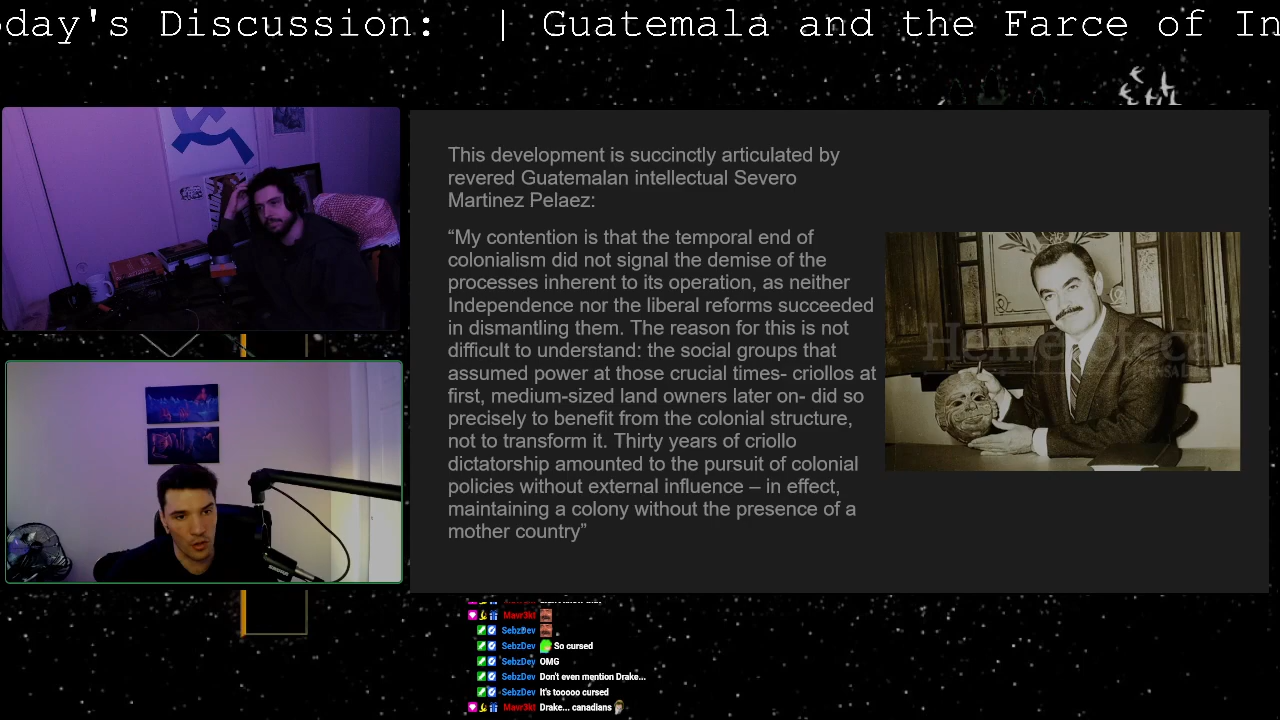 oday's Discussion: | Guatemala and the Farce of In
This development is succinctly articulated by
revered Guatemalan intellectual Severo
Martinez Pelaez:
“My contention is that the temporal end of
colonialism did not signal the demise of the
processes inherent to its operation, as neither
Independence nor the liberal reforms succeeded
in dismantling them. The reason for this is not
difficult to understand: the social groups that
assumed power at those crucial times- criollos at
first, medium-sized land owners later on- did so
precisely to benefit from the colonial structure,
not to transform it. Thirty years of criollo
dictatorship amounted to the pursuit of colonial
policies without external influence – in effect,
maintaining a colony without the presence of a
mother country”
Hemeroteca
Mavr3kt
SebzDev
SebzDev So cursed
SebzDev OMG
SebzDev Don't even mention Drake...
SebzDev It's tooooo cursed
Mavr3kt Drake... canadians